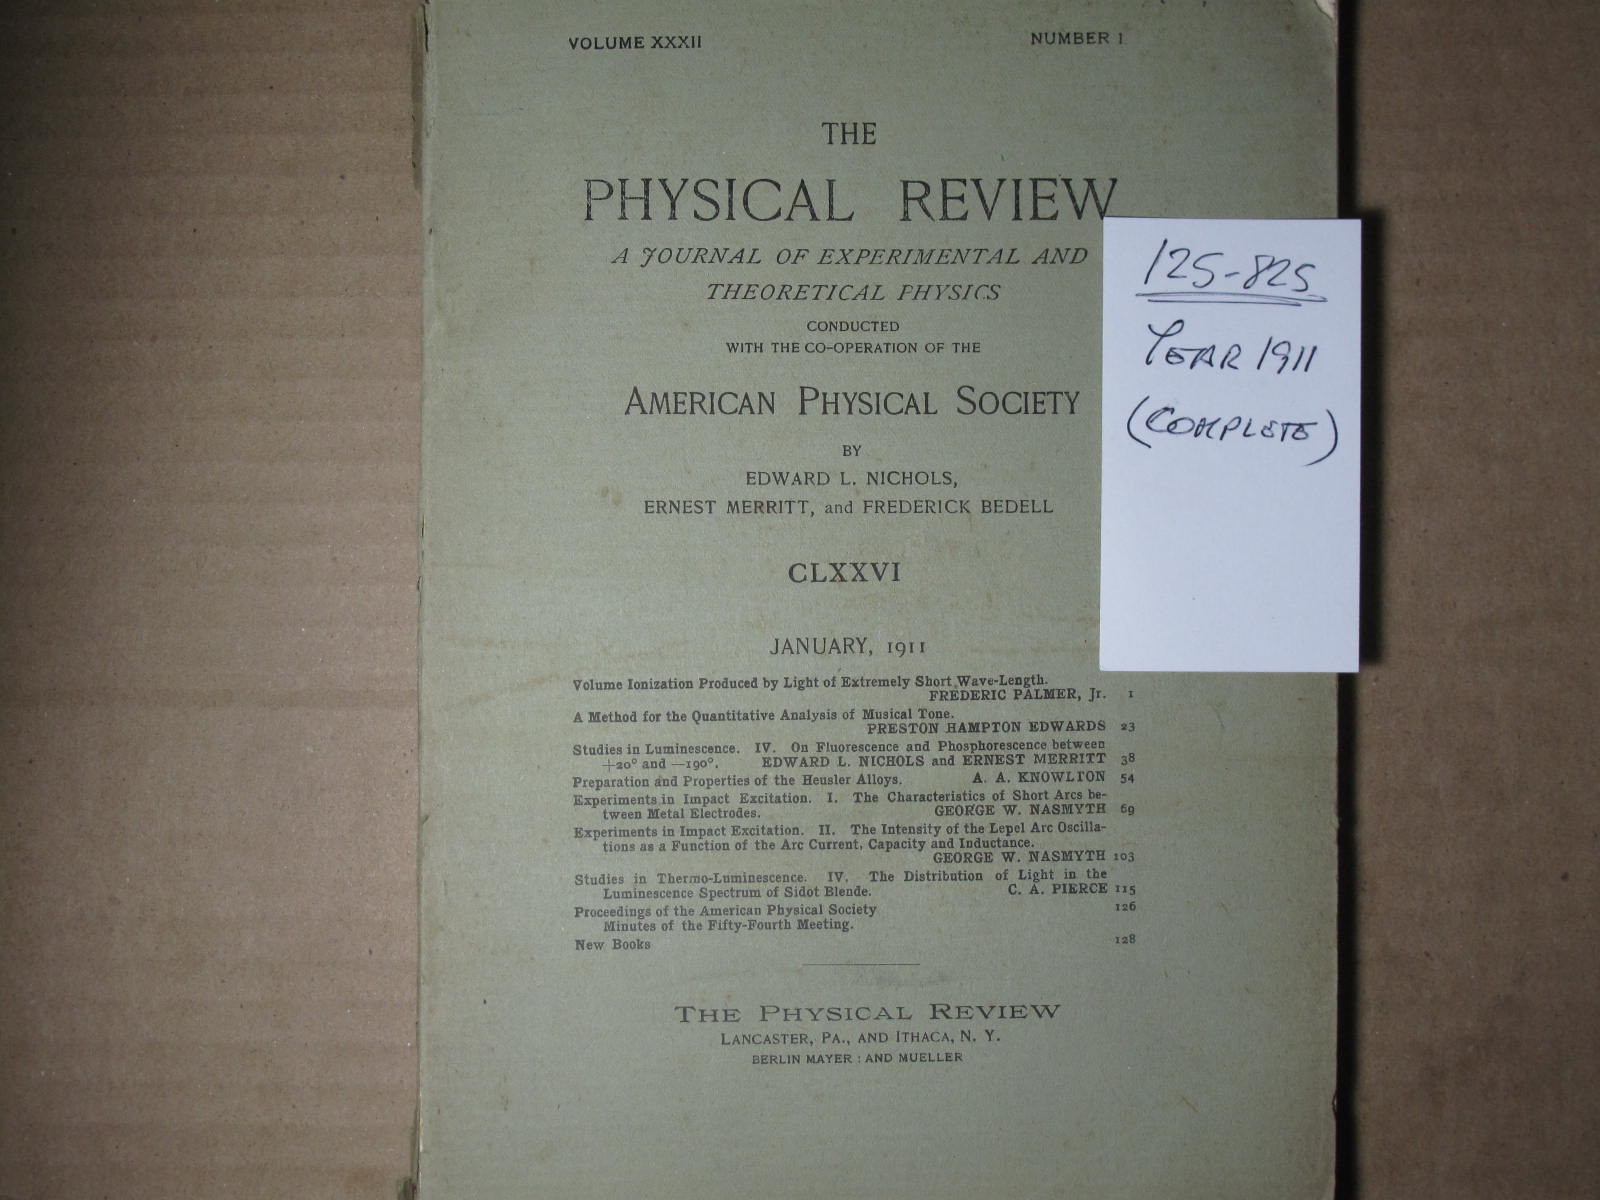 VOLUME XXXII NUMBER 1
THE
PHYSICAL REVIEW
A JOURNAL OF EXPERIMENTAL AND
THEORETICAL PHYSICS
CONDUCTED
WITH THE CO-OPERATION OF THE
AMERICAN PHYSICAL SOCIETY
BY
EDWARD L. NICHOLS,
ERNEST MERRITT, and FREDERICK BEDELL
CLXXVI
JANUARY, 1911
Volume Ionization Produced by Light of Extremely Short Wave-Length.
FREDERIC PALMER, Jr. 1
A Method for the Quantitative Analysis of Musical Tone.
PRESTON HAMPTON EDWARDS 23
Studies in Luminescence. IV. On Fluorescence and Phosphorescence between
+20° and —190°. EDWARD L. NICHOLS and ERNEST MERRITT 38
Preparation and Properties of the Heusler Alloys. A. A. KNOWLTON 54
Experiments in Impact Excitation. I. The Characteristics of Short Arcs be-
tween Metal Electrodes. GEORGE W. NASMYTH 69
Experiments in Impact Excitation. II. The Intensity of the Lepel Arc Oscilla-
tions as a Function of the Arc Current, Capacity and Inductance.
GEORGE W. NASMYTH 103
Studies in Thermo-Luminescence. IV. The Distribution of Light in the
Luminescence Spectrum of Sidot Blende. C. A. PIERCE 115
Proceedings of the American Physical Society 126
Minutes of the Fifty-Fourth Meeting.
New Books 128
THE PHYSICAL REVIEW
LANCASTER, PA., AND ITHACA, N. Y.
BERLIN MAYER : AND MUELLER
125-825
YEAR 1911
(COMPLETE)